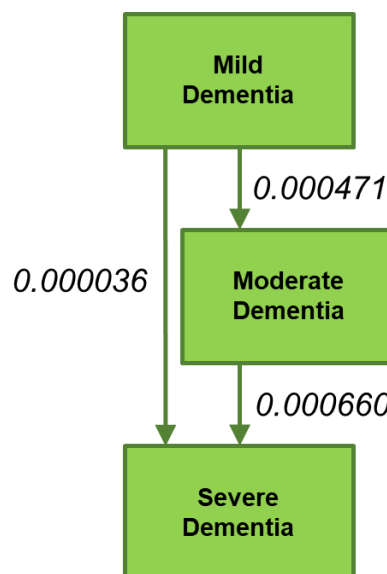 Mild
Dementia
0.000471
0.000036
Moderate
Dementia
0.000660
Severe
Dementia